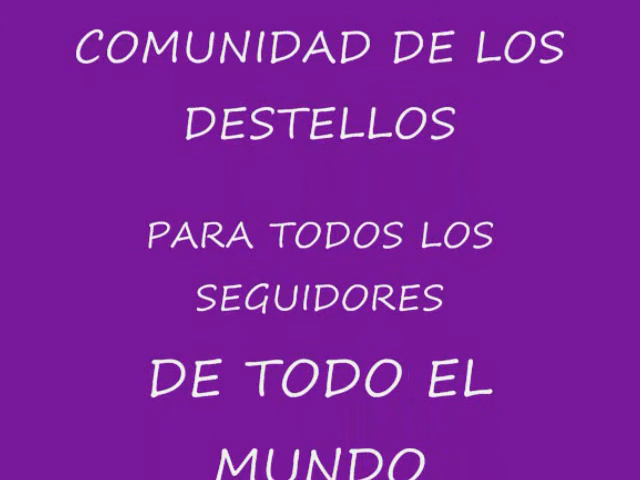 COMUNIDAD DE LOS
DESTELLOS
PARA TODOS LOS
SEGUIDORES
DE TODO EL
MUNDO